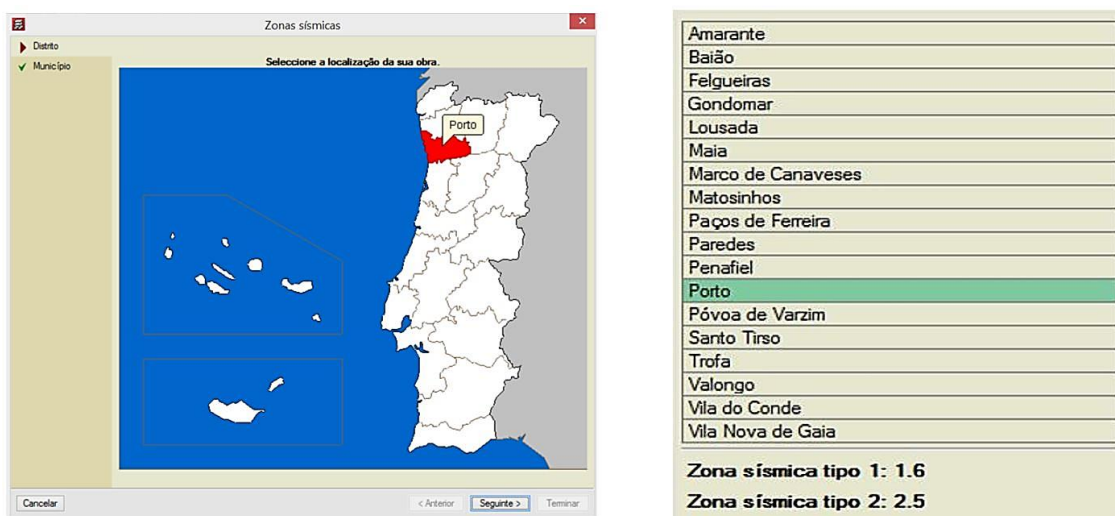 Zonas sísmicas
Distrito
Município
Seleccione a localização da sua obra.
Porto
Cancelar
< Anterior
Seguinte >
Terminar
Amarante
Baião
Felgueiras
Gondomar
Lousada
Maia
Marco de Canaveses
Matosinhos
Paços de Ferreira
Paredes
Penafiel
Porto
Póvoa de Varzim
Santo Tirso
Trofa
Valongo
Vila do Conde
Vila Nova de Gaia
Zona sísmica tipo 1: 1.6
Zona sísmica tipo 2: 2.5